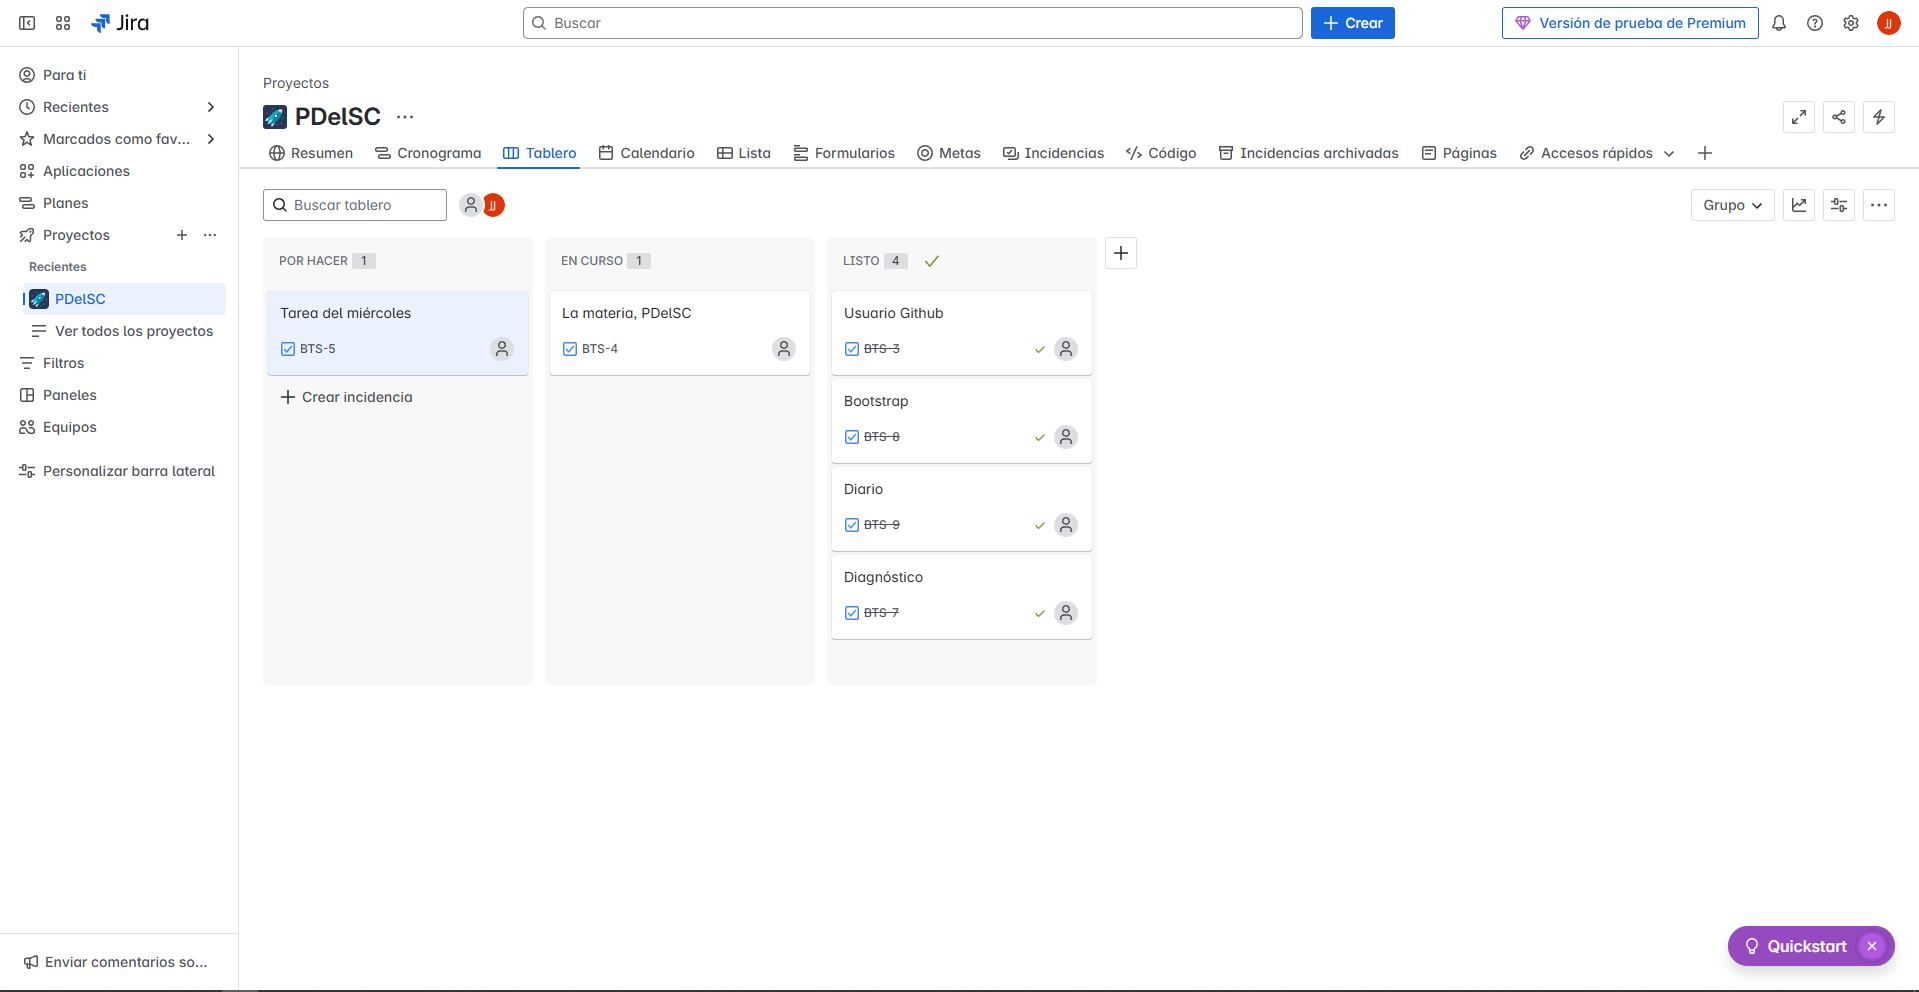 Jira
Buscar
Crear
Versión de prueba de Premium
JJ
Para ti
Recientes
Marcados como fav...
Aplicaciones
Planes
Proyectos
Recientes
PDelSC
Ver todos los proyectos
Filtros
Paneles
Equipos
Personalizar barra lateral
Enviar comentarios so...
Proyectos
PDelSC
Resumen Cronograma Tablero Calendario Lista Formularios Metas Incidencias Código Incidencias archivadas Páginas Accesos rápidos
Buscar tablero
JJ
Grupo
POR HACER 1
Tarea del miércoles
BTS-5
Crear incidencia
EN CURSO 1
La materia, PDelSC
BTS-4
LISTO 4
Usuario Github
BTS-3
Bootstrap
BTS-8
Diario
BTS-9
Diagnóstico
BTS-7
Quickstart